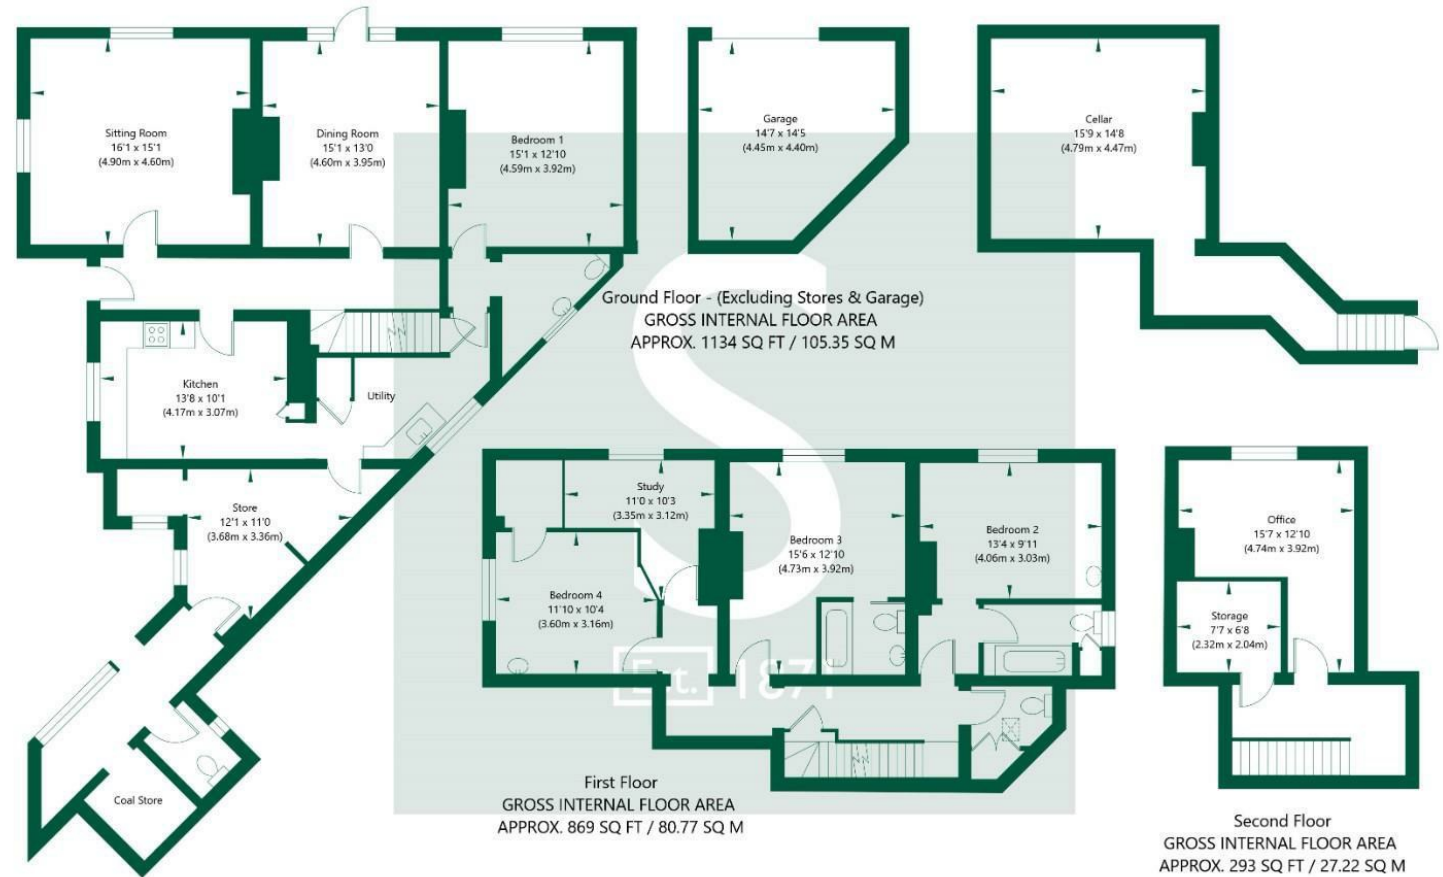 Sitting Room
16'1 x 15'1
(4.90m x 4.60m)
Dining Room
15'1 x 13'0
(4.60m x 3.95m)
Bedroom 1
15'1 x 12'10
(4.59m x 3.92m)
Garage
14'7 x 14'5
(4.45m x 4.40m)
Cellar
15'9 x 14'8
(4.79m x 4.47m)
Ground Floor - (Excluding Stores & Garage)
GROSS INTERNAL FLOOR AREA
APPROX. 1134 SQ FT / 105.35 SQ M
Kitchen
13'8 x 10'1
(4.17m x 3.07m)
Utility
Store
12'1 x 11'0
(3.68m x 3.36m)
Coal Store
Study
11'0 x 10'3
(3.35m x 3.12m)
Bedroom 3
15'6 x 12'10
(4.73m x 3.92m)
Bedroom 2
13'4 x 9'11
(4.06m x 3.03m)
Bedroom 4
11'10 x 10'4
(3.60m x 3.16m)
S
Est. 1871
First Floor
GROSS INTERNAL FLOOR AREA
APPROX. 869 SQ FT / 80.77 SQ M
Office
15'7 x 12'10
(4.74m x 3.92m)
Storage
7'7 x 6'8
(2.32m x 2.04m)
Second Floor
GROSS INTERNAL FLOOR AREA
APPROX. 293 SQ FT / 27.22 SQ M